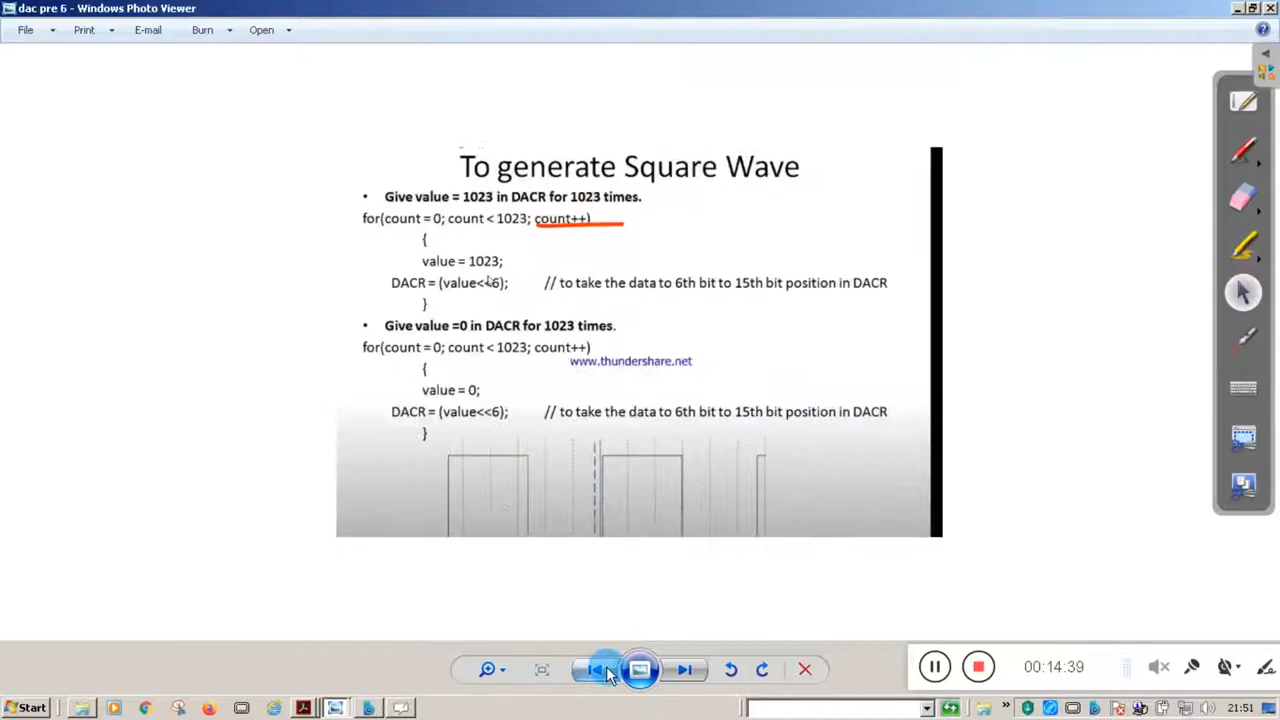 dac pre 6 - Windows Photo Viewer
File Print E-mail Burn Open
To generate Square Wave
• Give value = 1023 in DACR for 1023 times.
for(count = 0; count < 1023; count++)
{
value = 1023;
DACR = (value<<6); // to take the data to 6th bit to 15th bit position in DACR
}
• Give value =0 in DACR for 1023 times.
for(count = 0; count < 1023; count++)
www.thundershare.net
{
value = 0;
DACR = (value<<6); // to take the data to 6th bit to 15th bit position in DACR
}
00:14:39
Start
21:51